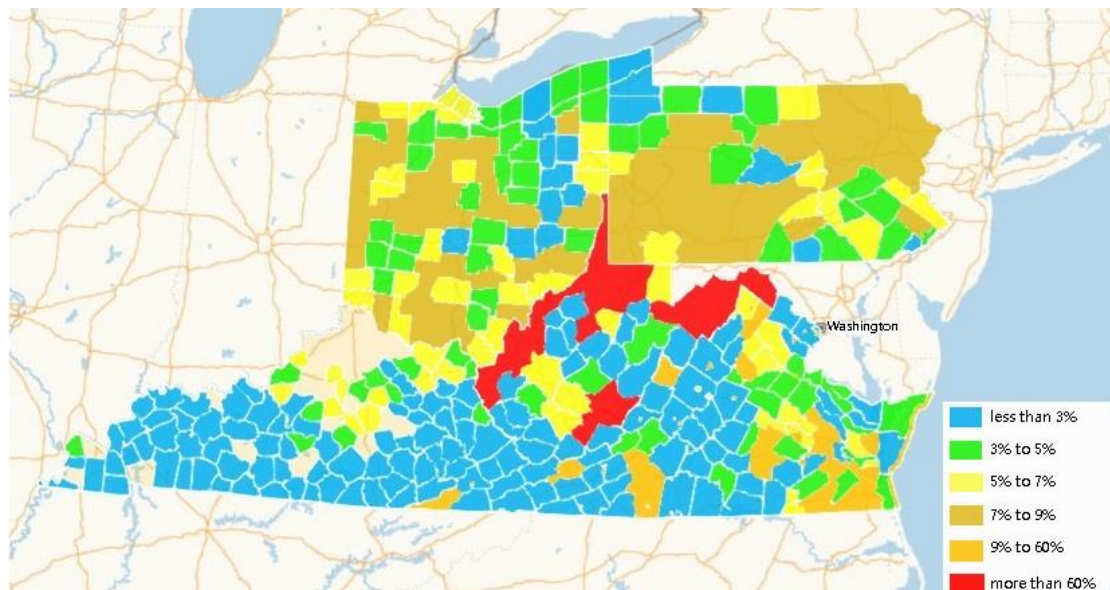 Washington
less than 3%
3% to 5%
5% to 7%
7% to 9%
9% to 60%
more than 60%